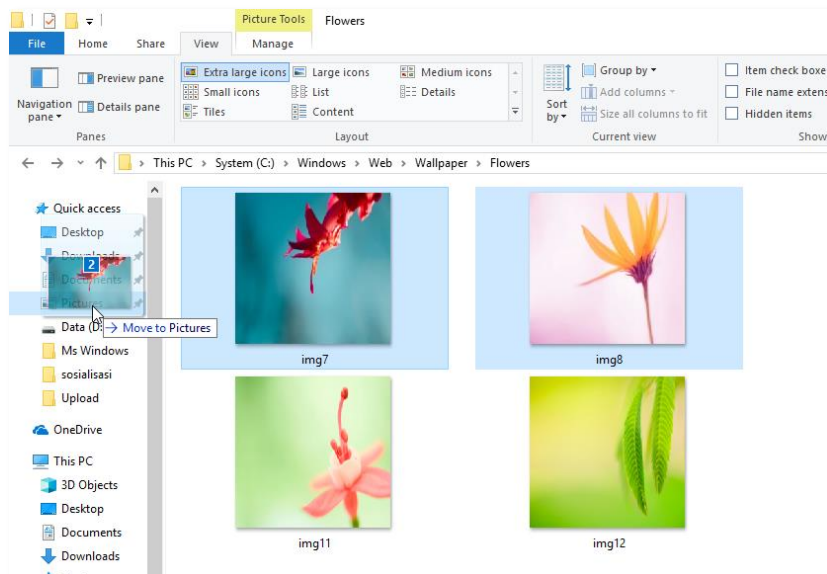 Picture Tools Flowers
File Home Share View Manage
Navigation pane
Preview pane
Details pane
Panes
Extra large icons Large icons Medium icons
Small icons List Details
Tiles Content
Layout
Sort by
Group by
Add columns
Size all columns to fit
Current view
Item check boxe
File name extens
Hidden items
Show
This PC > System (C:) > Windows > Web > Wallpaper > Flowers
Quick access
Desktop
Downloads
Documents
Pictures
2
Data (D:
Move to Pictures
Ms Windows
sosialisasi
Upload
OneDrive
This PC
3D Objects
Desktop
Documents
Downloads
img7
img8
img11
img12